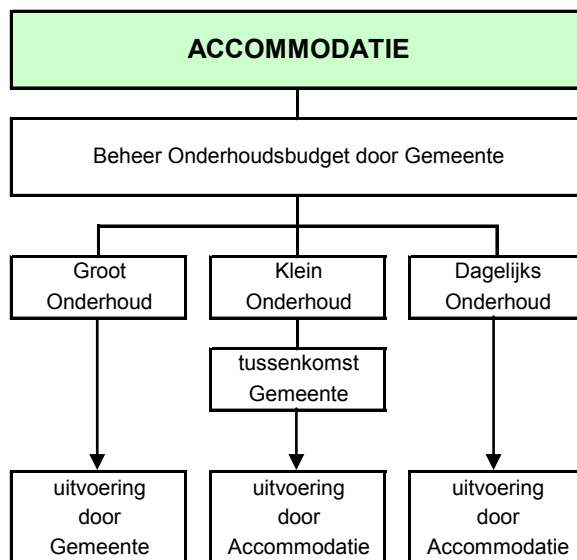 ACCOMMODATIE
Beheer Onderhoudsbudget door Gemeente
Groot
Onderhoud
Klein
Onderhoud
Dagelijks
Onderhoud
tussenkomst
Gemeente
uitvoering
door
Gemeente
uitvoering
door
Accommodatie
uitvoering
door
Accommodatie